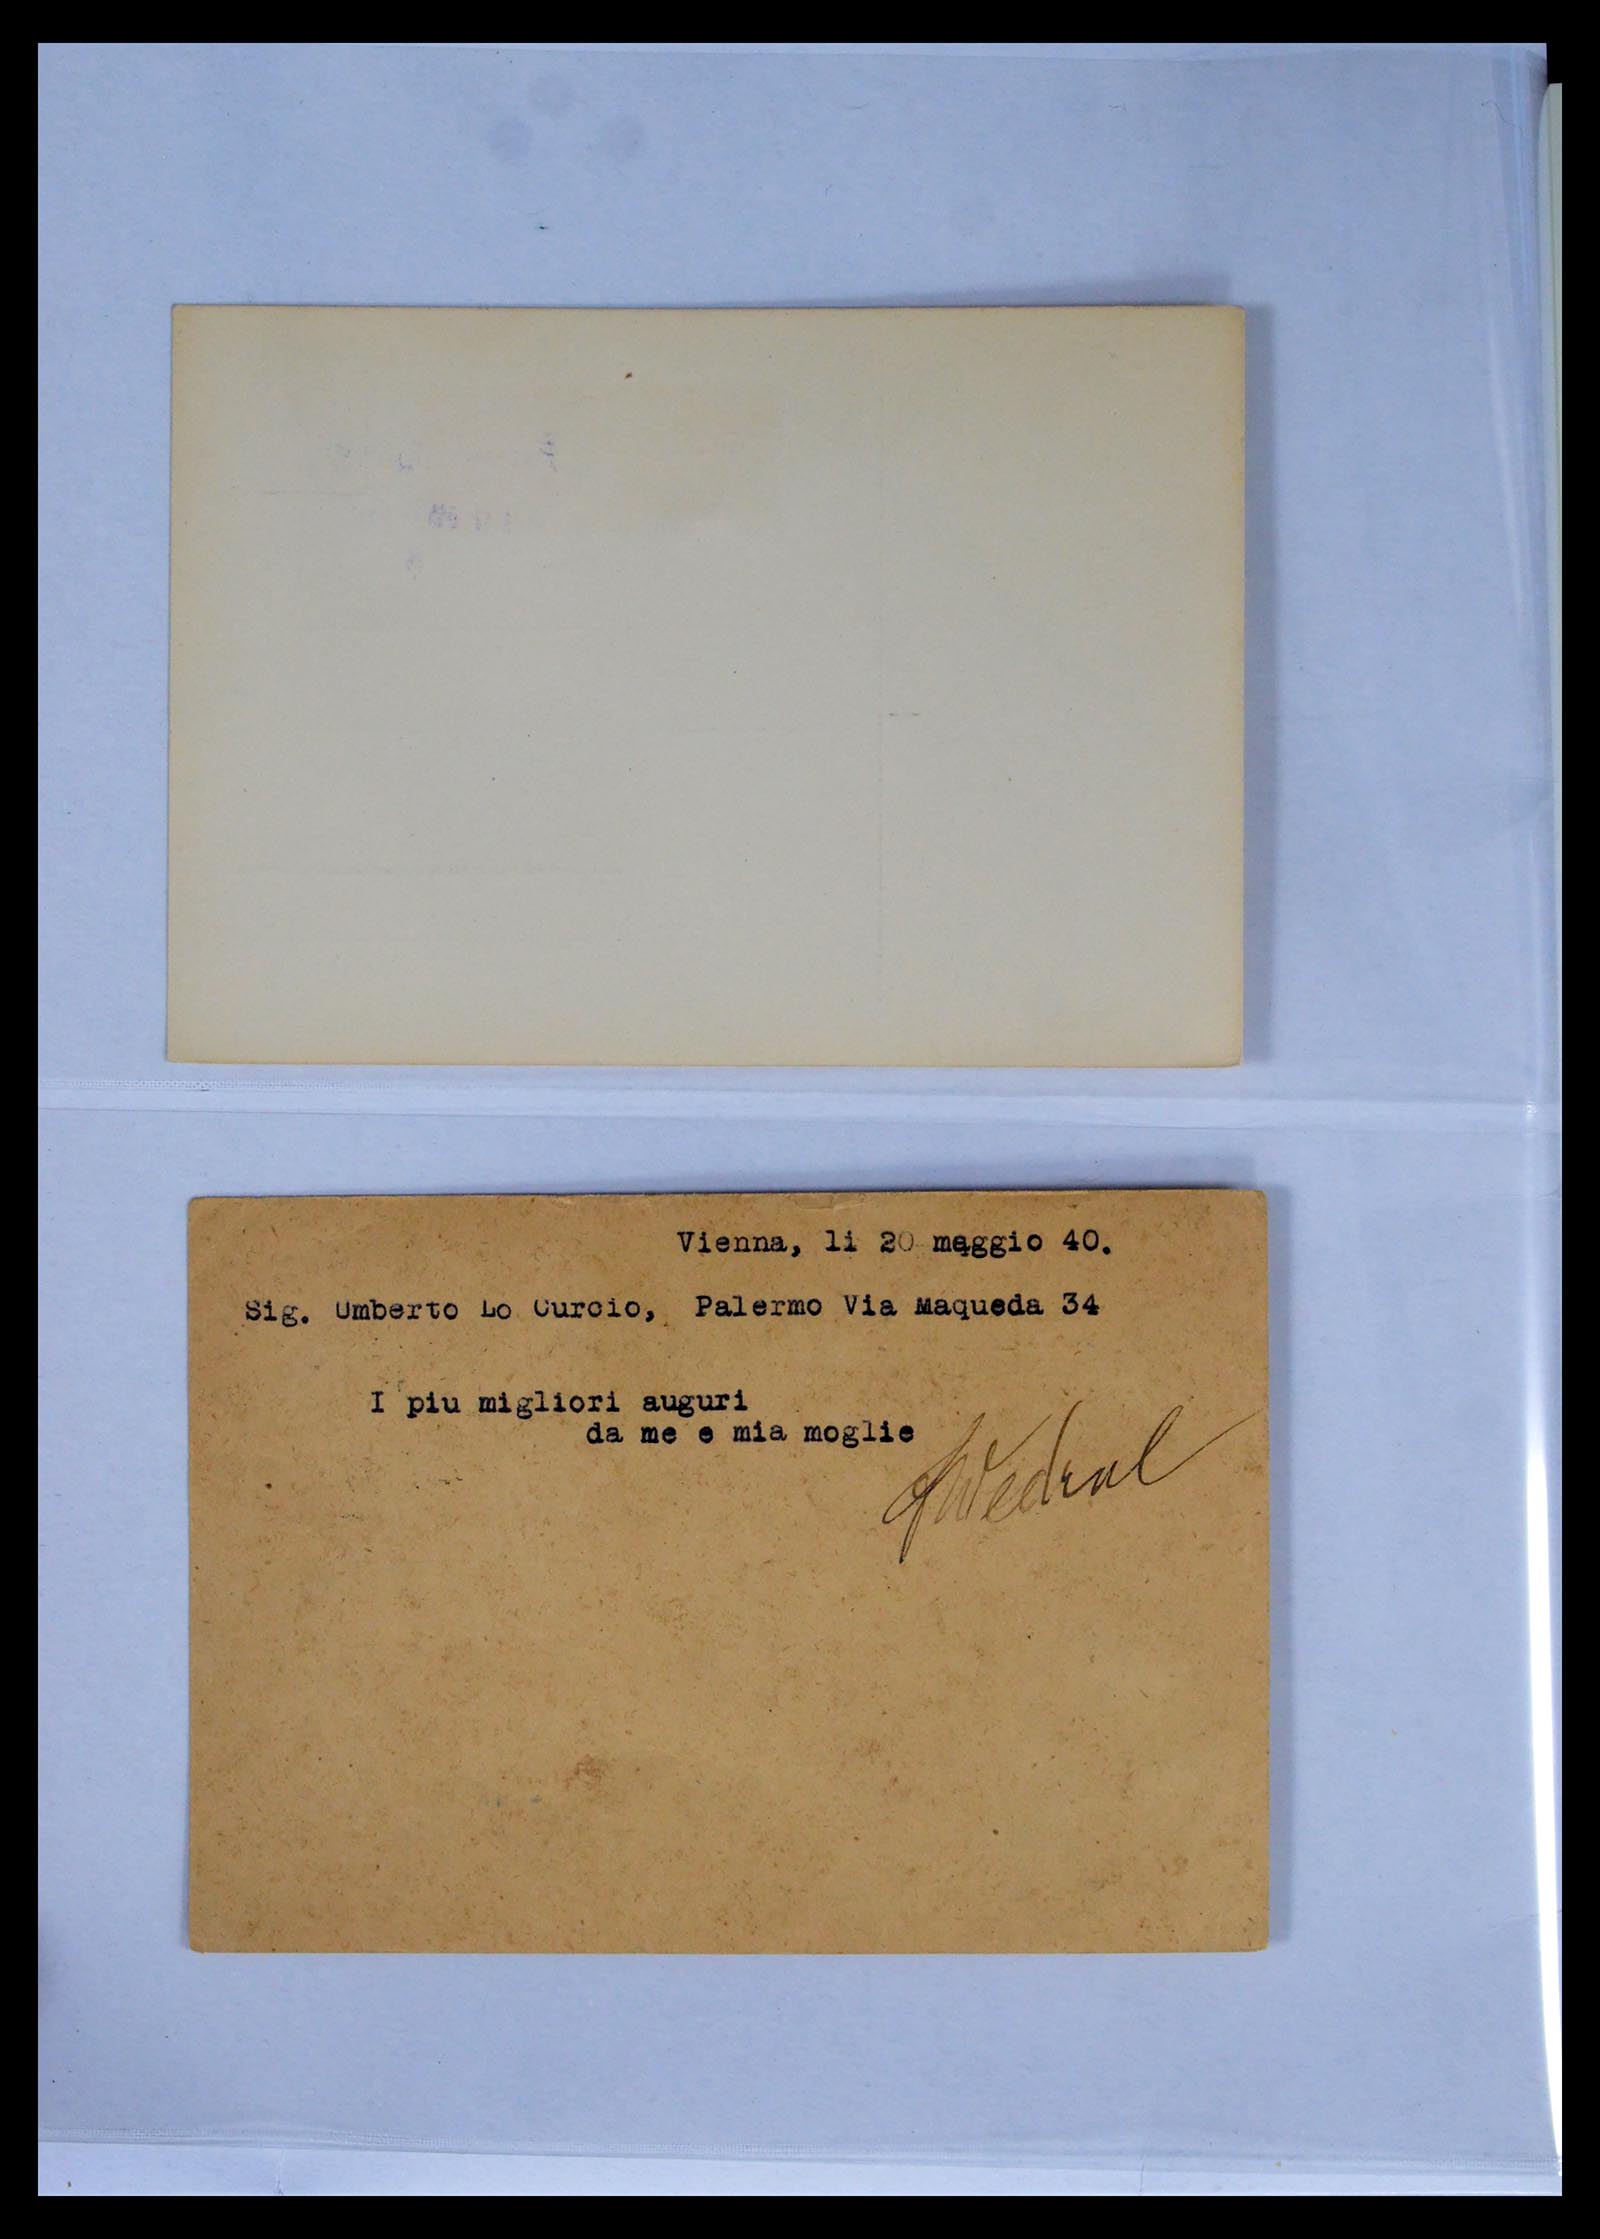 Vienna, li 20 maggio 40.
Sig. Umberto Lo Curcio, Palermo Via Maqueda 34
I piu migliori auguri
da me e mia moglie
Wedral